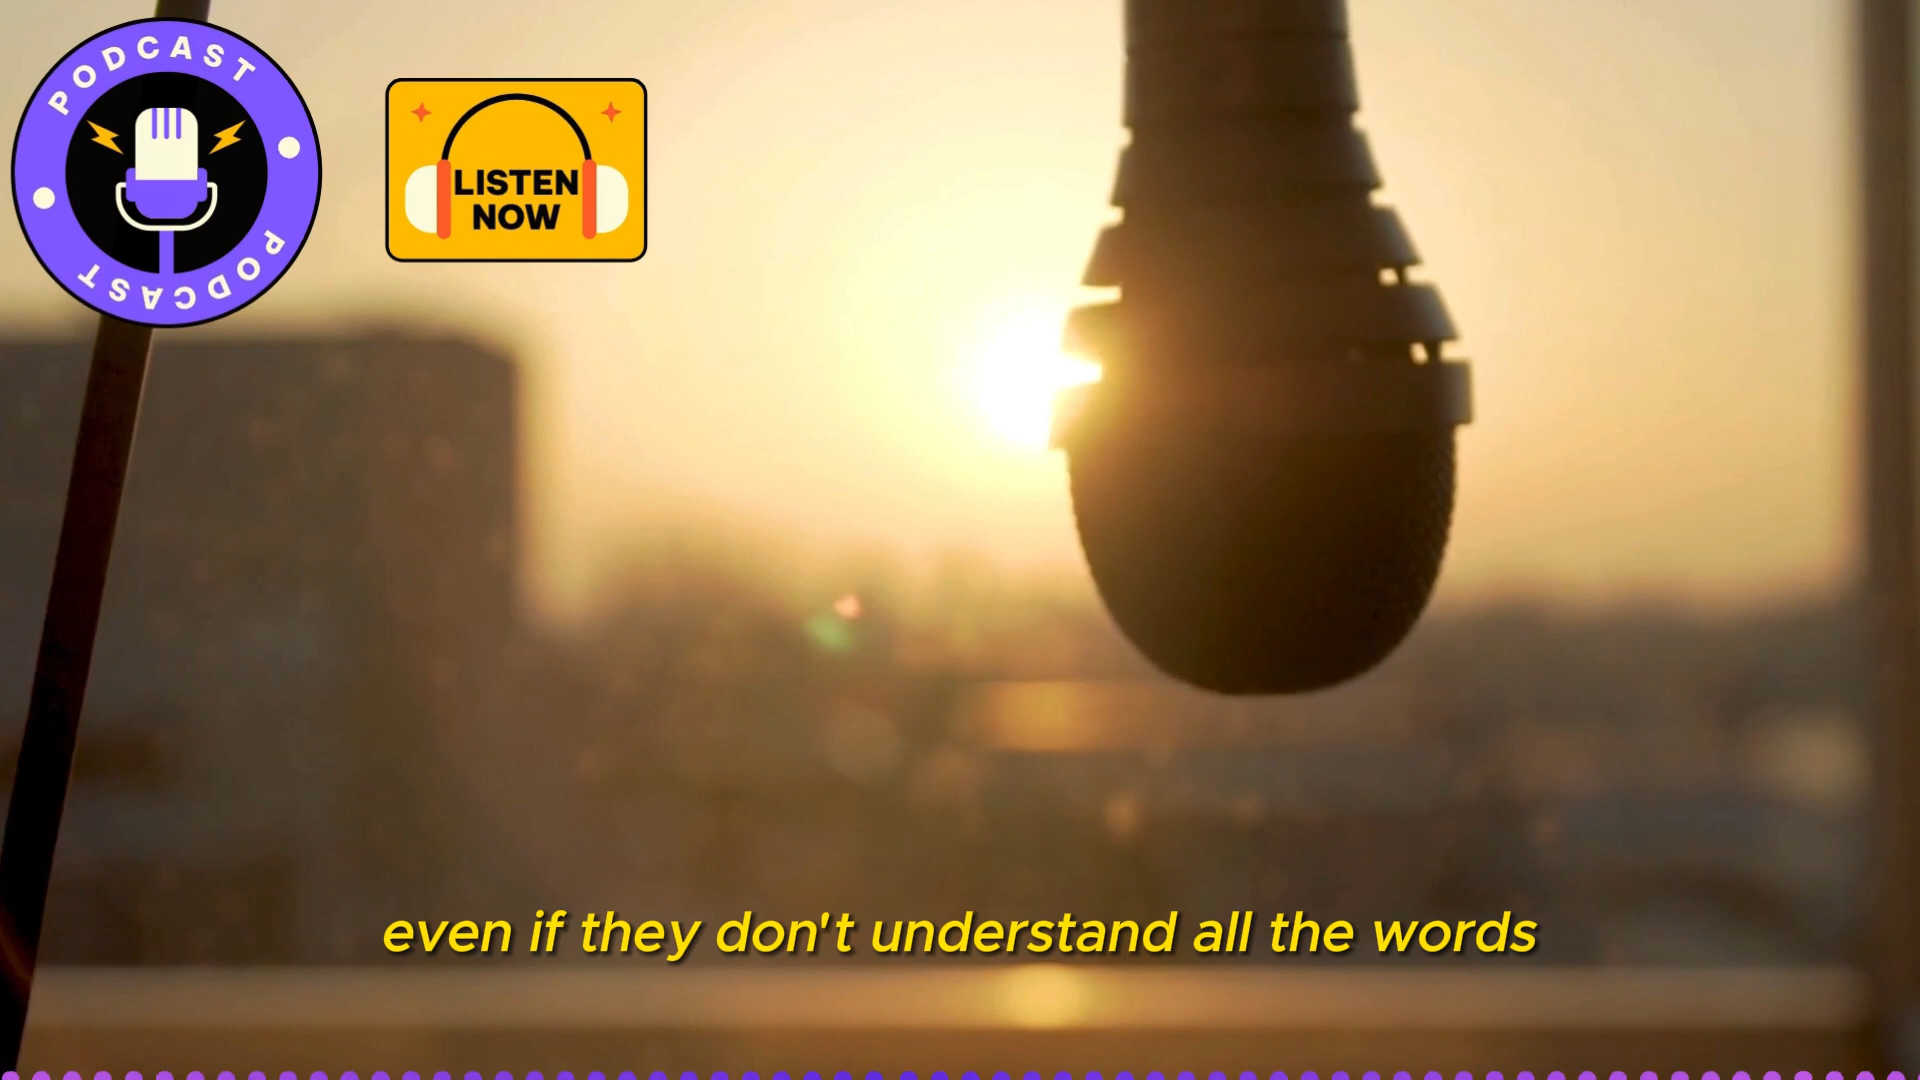 PODCAST
PODCAST
LISTEN
NOW
even if they don't understand all the words